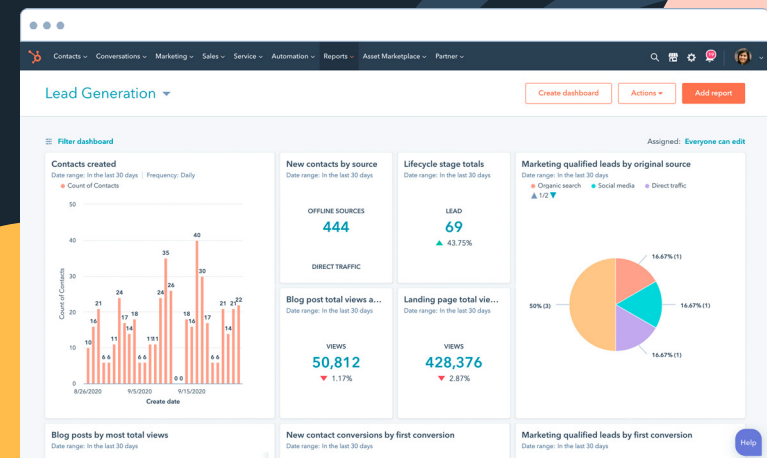 Contacts Conversations Marketing Sales Service Automation Reports Asset Marketplace Partner 19
Lead Generation
Create dashboard Actions Add report
Filter dashboard
Assigned: Everyone can edit
Contacts created
Date range: In the last 30 days | Frequency: Daily
Count of Contacts
50
40
30
20
10
0
Count of Contacts
10
16
21
6 6
11
24
17
14
18
6 6
11 11
24
35
26
0 0
18
16
40
30
17
6 6
21
14
21
22
8/26/2020 9/5/2020 9/15/2020
Create date
New contacts by source
Date range: In the last 30 days
OFFLINE SOURCES
444
DIRECT TRAFFIC
Lifecycle stage totals
Date range: In the last 30 days
LEAD
69
▲ 43.75%
Marketing qualified leads by original source
Date range: In the last 30 days
Organic search Social media Direct traffic
▲ 1/2 ▼
16.67% (1)
50% (3)
16.67% (1)
16.67% (1)
Blog post total views a...
Date range: In the last 30 days
VIEWS
50,812
▼ 1.17%
Landing page total vie...
Date range: In the last 30 days
VIEWS
428,376
▼ 2.87%
Blog posts by most total views
Date range: In the last 30 days
New contact conversions by first conversion
Date range: In the last 30 days
Marketing qualified leads by first conversion
Date range: In the last 30 days
Help